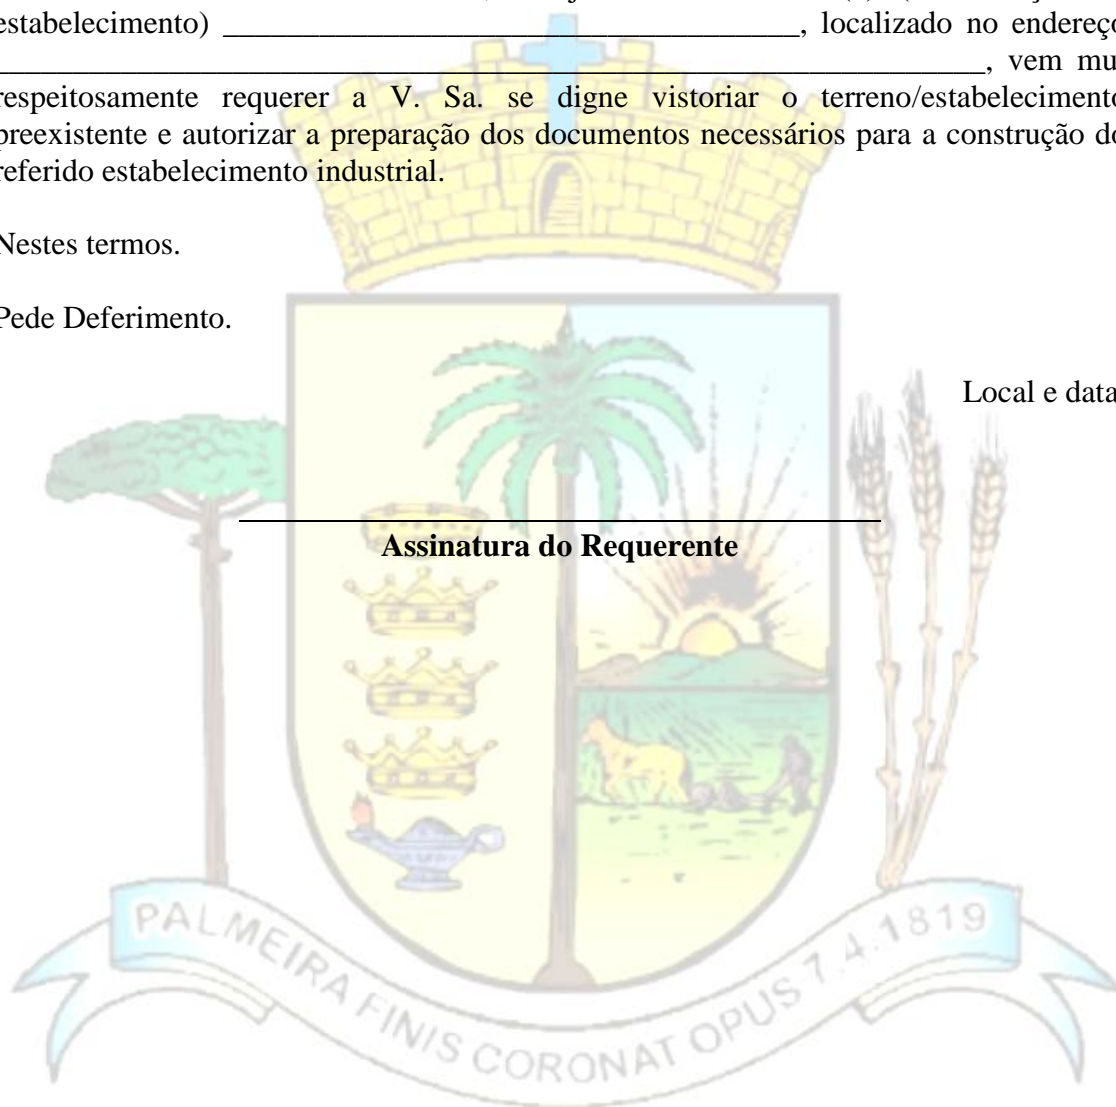 estabelecimento) ____________________________________, localizado no endereço
______________________________________________________________, vem mui
respeitosamente requerer a V. Sa. se digne vistoriar o terreno/estabelecimento
preexistente e autorizar a preparação dos documentos necessários para a construção do
referido estabelecimento industrial.
Nestes termos.
Pede Deferimento.
Local e data
Assinatura do Requerente
PALMEIRA FINIS CORONAT OPUS 7.4.1819